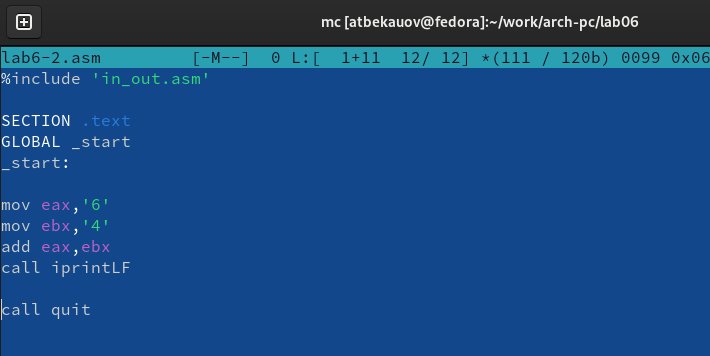 mc [atbekauov@fedora]:~/work/arch-pc/lab06
lab6-2.asm [-M--] 0 L:[ 1+11 12/ 12] *(111 / 120b) 0099 0x06
%include 'in_out.asm'
SECTION .text
GLOBAL _start
_start:
mov eax,'6'
mov ebx,'4'
add eax,ebx
call iprintLF
call quit